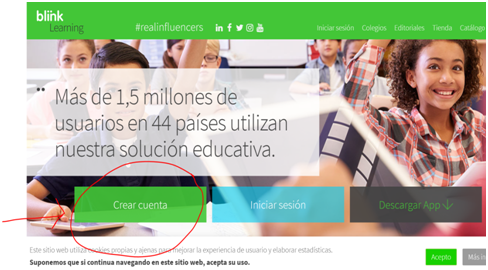 blink
Learning
#realinfluencers
Iniciar sesión Colegios Editoriales Tienda Catálogo
Más de 1,5 millones de
usuarios en 44 países utilizan
nuestra solución educativa.
Crear cuenta
Iniciar sesión
Descargar App
Este sitio web utiliza cookies propias y ajenas para mejorar la experiencia de usuario y elaborar estadísticas.
Suponemos que si continua navegando en este sitio web, acepta su uso.
Acepto
Más in